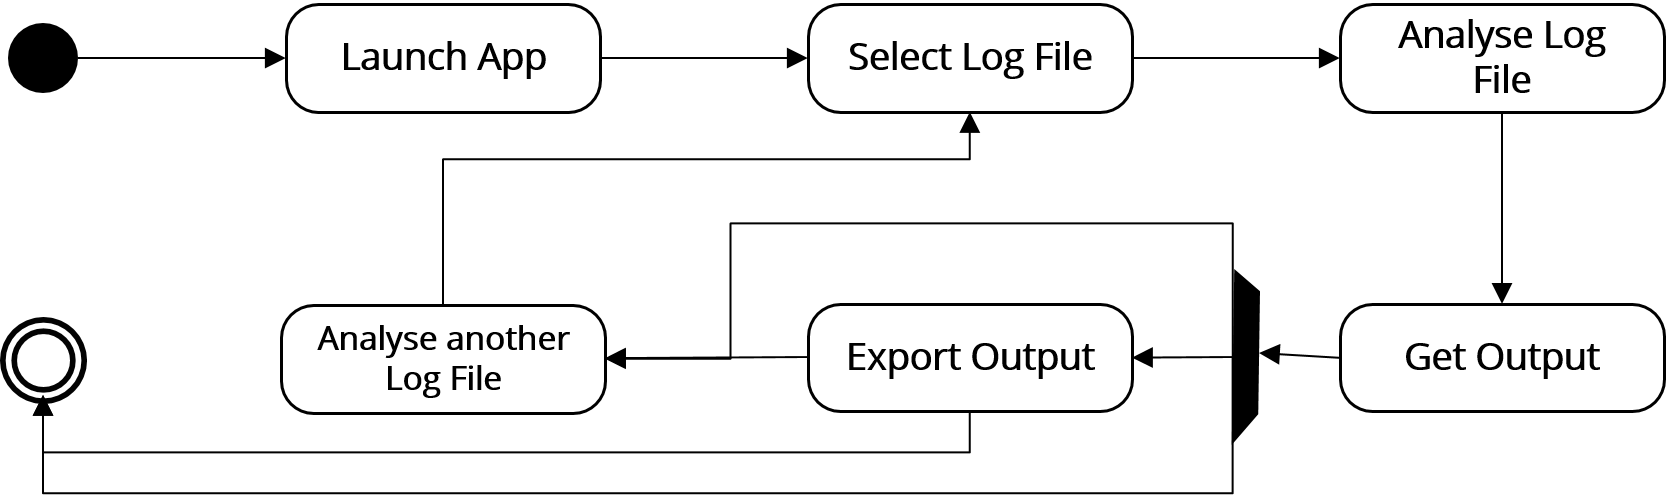 Launch App
Select Log File
Analyse Log
File
Analyse another
Log File
Export Output
Get Output